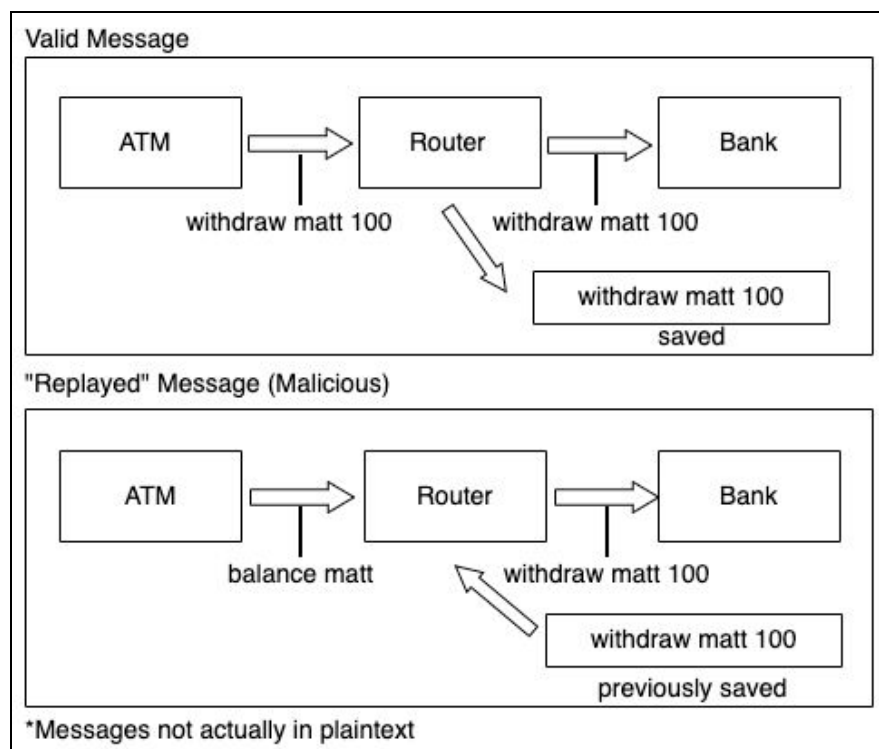 Valid Message
ATM
Router
Bank
withdraw matt 100
withdraw matt 100
withdraw matt 100
saved
"Replayed" Message (Malicious)
ATM
Router
Bank
balance matt
withdraw matt 100
withdraw matt 100
previously saved
*Messages not actually in plaintext